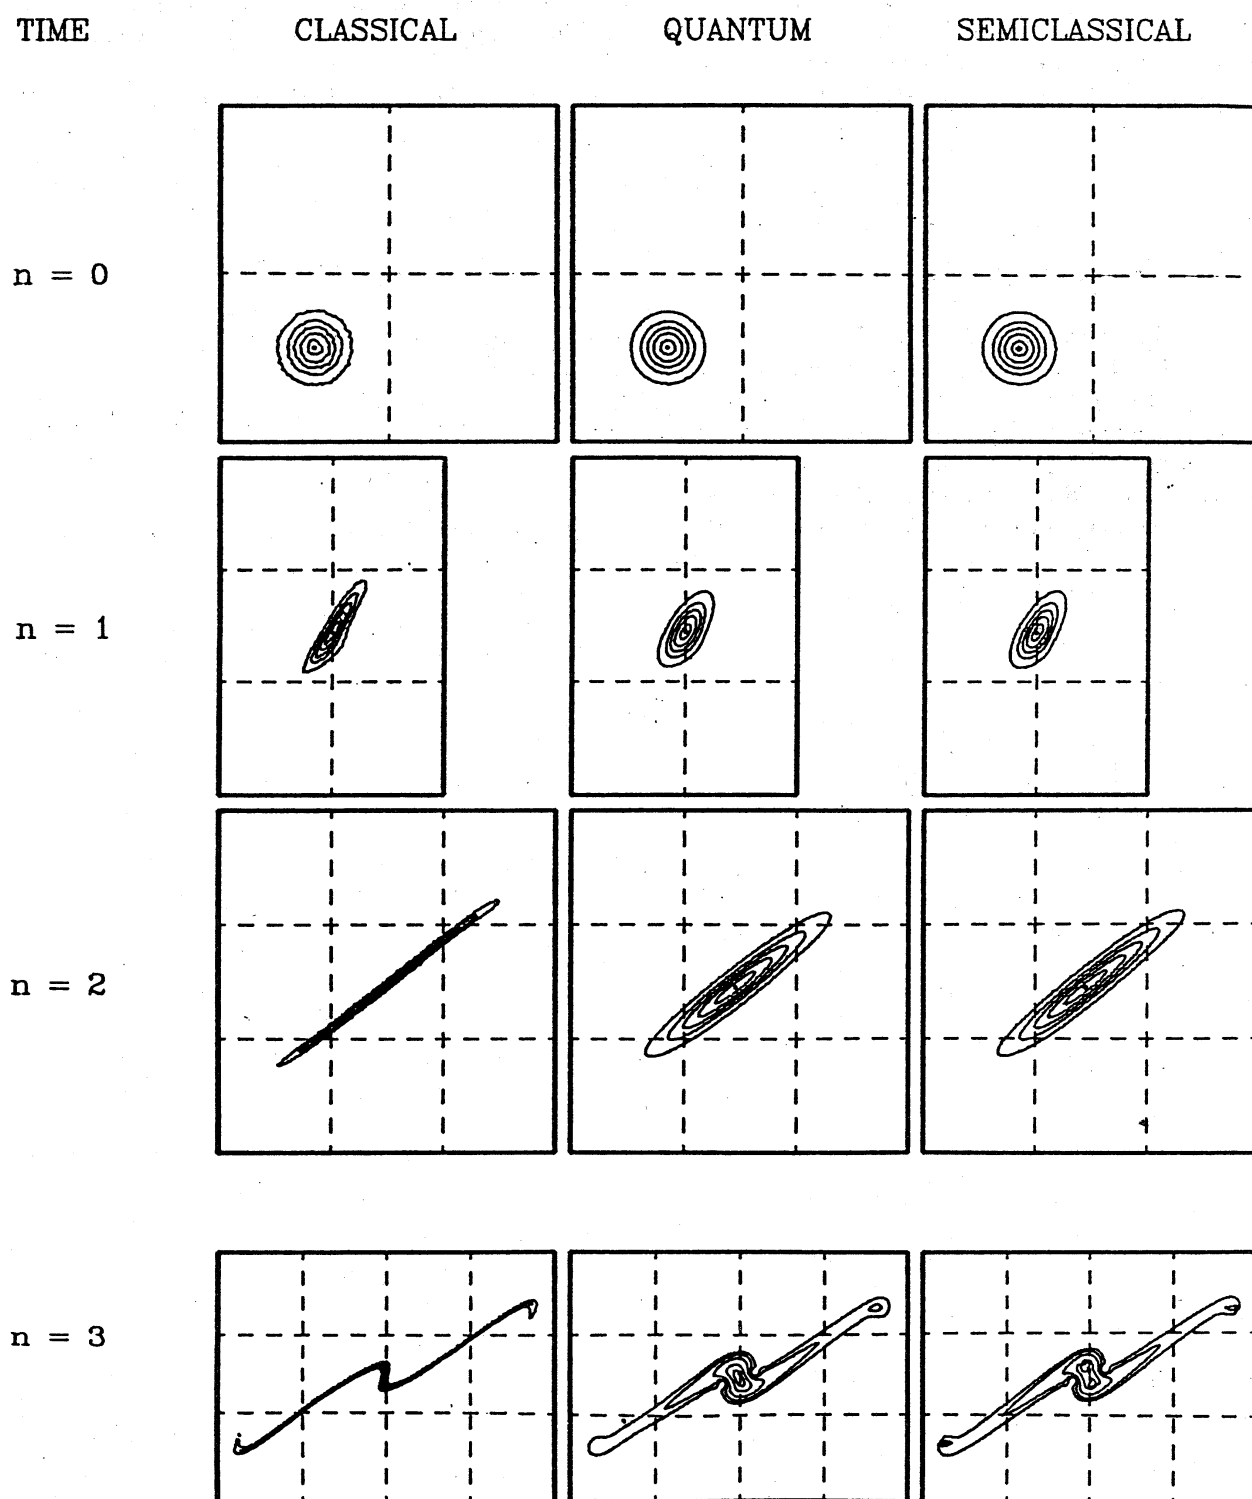 TIME CLASSICAL QUANTUM SEMICLASSICAL
n = 0
n = 1
n = 2
n = 3